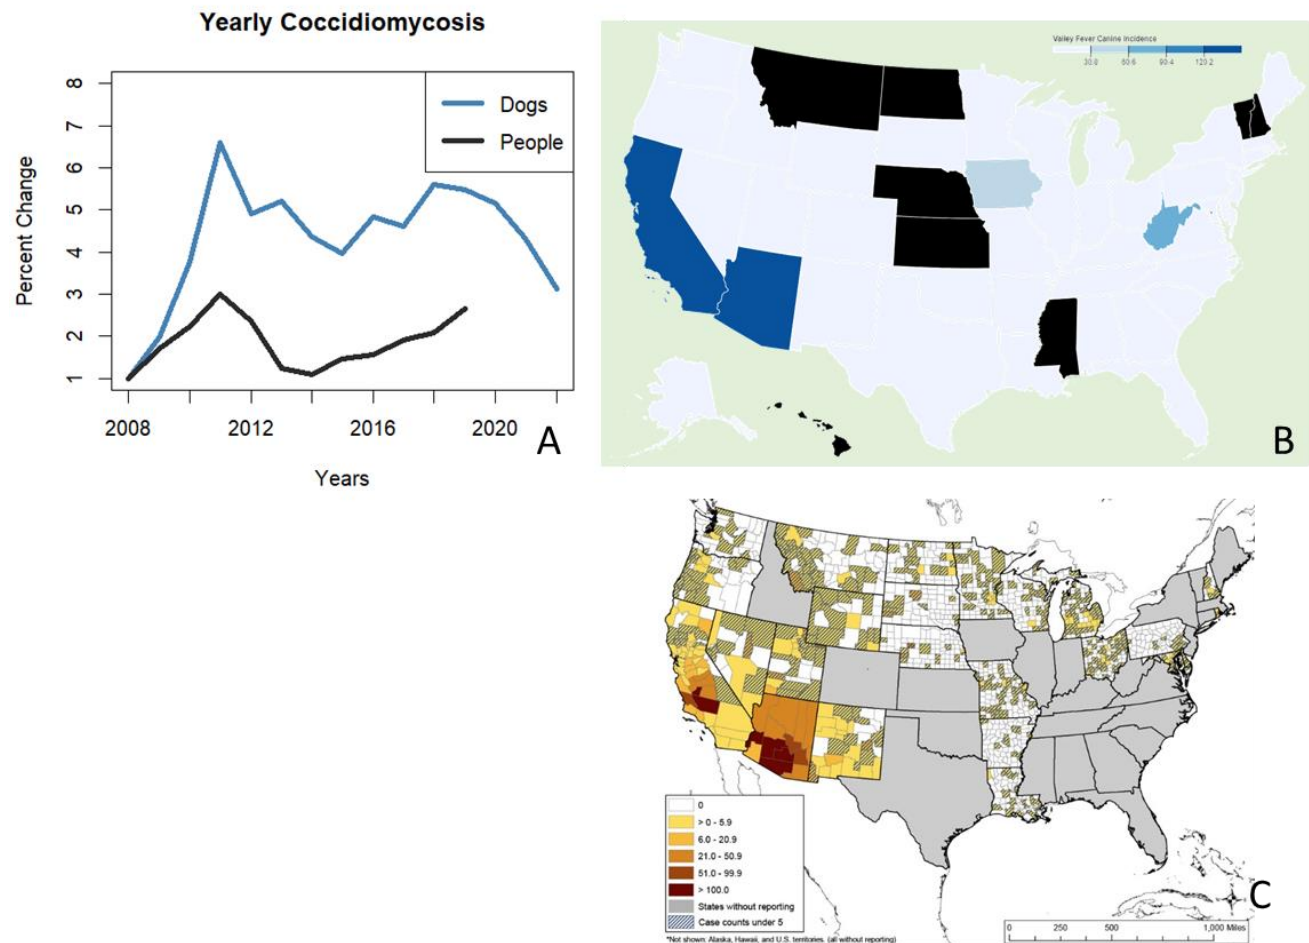 Yearly Coccidiomycosis
Percent Change
8
7
6
5
4
3
2
1
Dogs
People
2008 2012 2016 2020
Years
A
Valley Fever Canine Incidence
30.8 60.6 90.4 120.2
B
0
> 0 - 5.9
6.0 - 20.9
21.0 - 50.9
51.0 - 99.9
> 100.0
States without reporting
Case counts under 5
*Not shown: Alaska, Hawaii, and U.S. territories. (all without reporting)
0 250 500 1,000 Miles
C